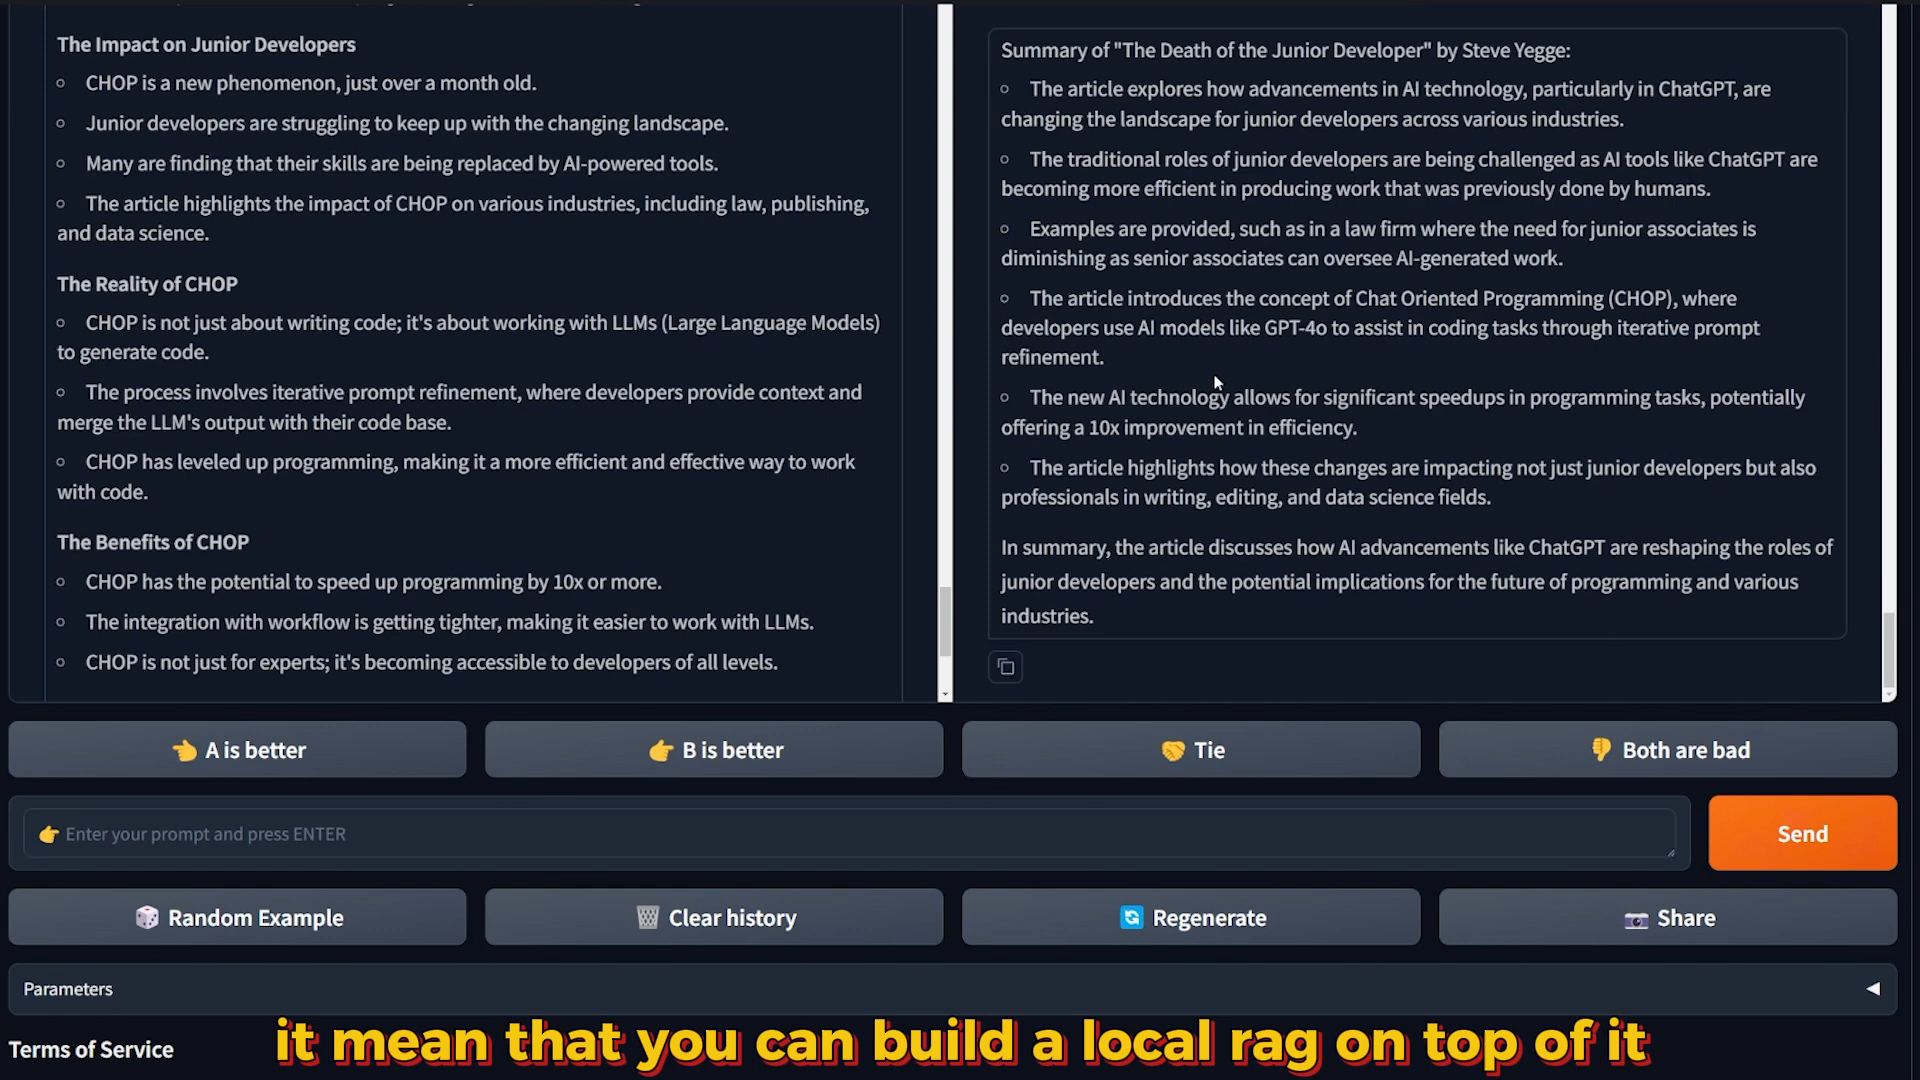 The Impact on Junior Developers
CHOP is a new phenomenon, just over a month old.
Junior developers are struggling to keep up with the changing landscape.
Many are finding that their skills are being replaced by AI-powered tools.
The article highlights the impact of CHOP on various industries, including law, publishing,
and data science.
The Reality of CHOP
CHOP is not just about writing code; it's about working with LLMs (Large Language Models)
to generate code.
The process involves iterative prompt refinement, where developers provide context and
merge the LLM's output with their code base.
CHOP has leveled up programming, making it a more efficient and effective way to work
with code.
The Benefits of CHOP
CHOP has the potential to speed up programming by 10x or more.
The integration with workflow is getting tighter, making it easier to work with LLMs.
CHOP is not just for experts; it's becoming accessible to developers of all levels.
Summary of "The Death of the Junior Developer" by Steve Yegge:
The article explores how advancements in AI technology, particularly in ChatGPT, are
changing the landscape for junior developers across various industries.
The traditional roles of junior developers are being challenged as AI tools like ChatGPT are
becoming more efficient in producing work that was previously done by humans.
Examples are provided, such as in a law firm where the need for junior associates is
diminishing as senior associates can oversee AI-generated work.
The article introduces the concept of Chat Oriented Programming (CHOP), where
developers use AI models like GPT-4o to assist in coding tasks through iterative prompt
refinement.
The new AI technology allows for significant speedups in programming tasks, potentially
offering a 10x improvement in efficiency.
The article highlights how these changes are impacting not just junior developers but also
professionals in writing, editing, and data science fields.
In summary, the article discusses how AI advancements like ChatGPT are reshaping the roles of
junior developers and the potential implications for the future of programming and various
industries.
👈 A is better
👉 B is better
🤝 Tie
👎 Both are bad
👉 Enter your prompt and press ENTER
Send
🎲 Random Example
🗑️ Clear history
🔄 Regenerate
📷 Share
Parameters
Terms of Service
it mean that you can build a local rag on top of it